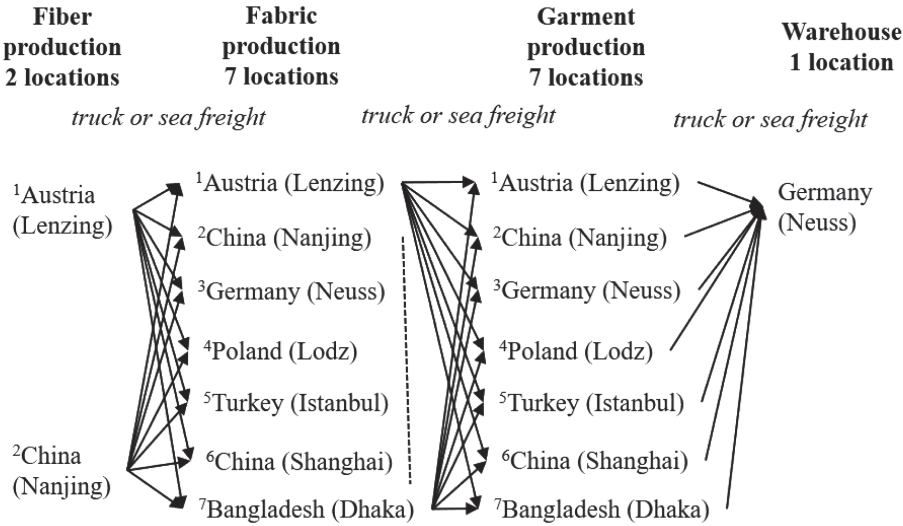 Fiber
production
2 locations
Fabric
production
7 locations
Garment
production
7 locations
Warehouse
1 location
truck or sea freight
truck or sea freight
truck or sea freight
¹Austria
(Lenzing)
²China
(Nanjing)
¹Austria (Lenzing)
²China (Nanjing)
³Germany (Neuss)
⁴Poland (Lodz)
⁵Turkey (Istanbul)
⁶China (Shanghai)
⁷Bangladesh (Dhaka)
¹Austria (Lenzing)
²China (Nanjing)
³Germany (Neuss)
⁴Poland (Lodz)
⁵Turkey (Istanbul)
⁶China (Shanghai)
⁷Bangladesh (Dhaka)
Germany
(Neuss)